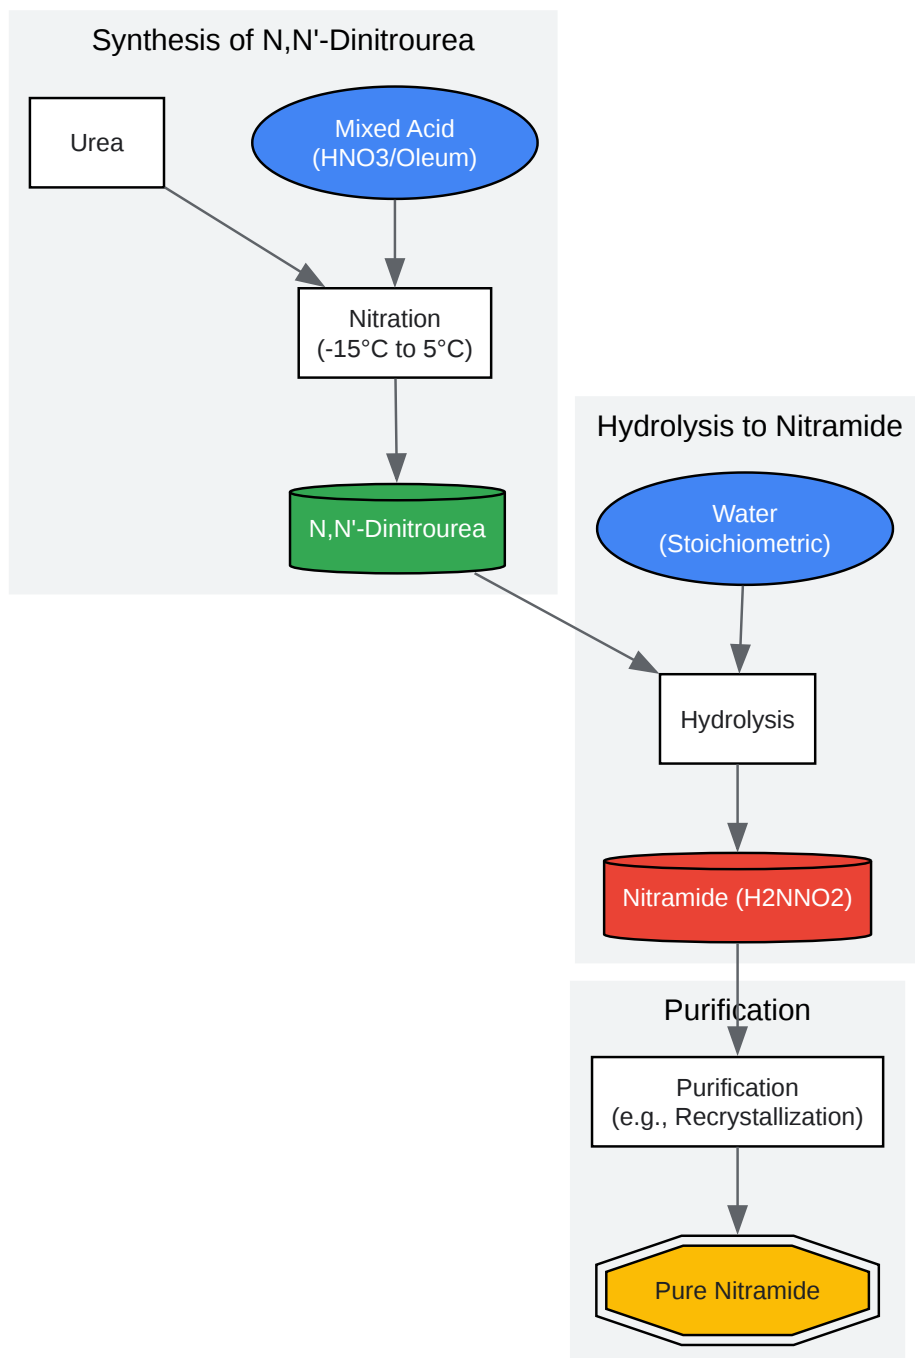 Synthesis of N,N'-Dinitrourea
Urea
Mixed Acid
(HNO3/Oleum)
Nitration
(-15°C to 5°C)
N,N'-Dinitrourea
Hydrolysis to Nitramide
Water
(Stoichiometric)
Hydrolysis
Nitramide (H2NNO2)
Purification
Purification
(e.g., Recrystallization)
Pure Nitramide